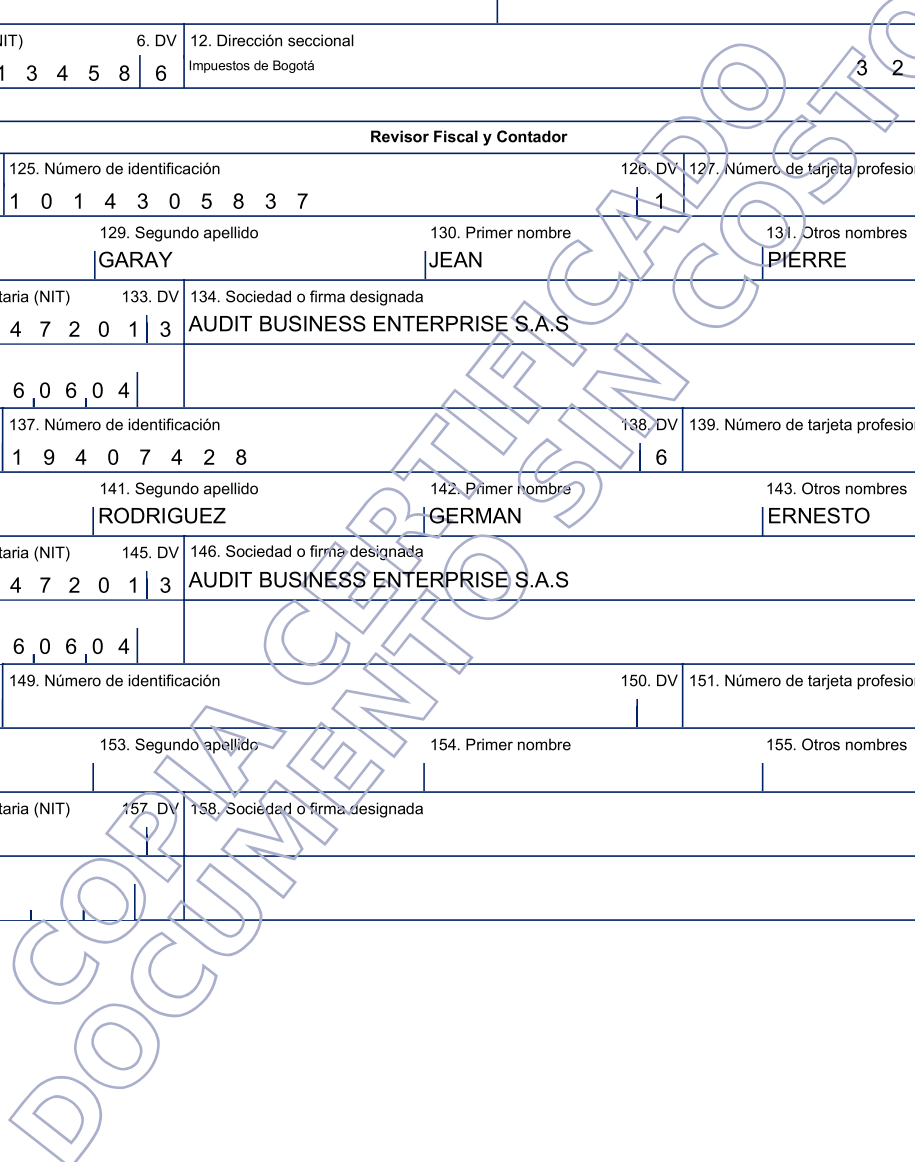 IT) 6. DV 12. Dirección seccional
1 3 4 5 8 6 Impuestos de Bogotá 3 2
Revisor Fiscal y Contador
125. Número de identificación 126. DV 127. Número de tarjeta profesio
1 0 1 4 3 0 5 8 3 7 1
129. Segundo apellido 130. Primer nombre 131. Otros nombres
GARAY JEAN PIERRE
taria (NIT) 133. DV 134. Sociedad o firma designada
4 7 2 0 1 3 AUDIT BUSINESS ENTERPRISE S.A.S
6 0 6 0 4
137. Número de identificación 138. DV 139. Número de tarjeta profesio
1 9 4 0 7 4 2 8 6
141. Segundo apellido 142. Primer nombre 143. Otros nombres
RODRIGUEZ GERMAN ERNESTO
taria (NIT) 145. DV 146. Sociedad o firma designada
4 7 2 0 1 3 AUDIT BUSINESS ENTERPRISE S.A.S
6 0 6 0 4
149. Número de identificación 150. DV 151. Número de tarjeta profesio
153. Segundo apellido 154. Primer nombre 155. Otros nombres
taria (NIT) 157. DV 158. Sociedad o firma designada
COPIA CERTIFICADO
DOCUMENTO SIN COSTO